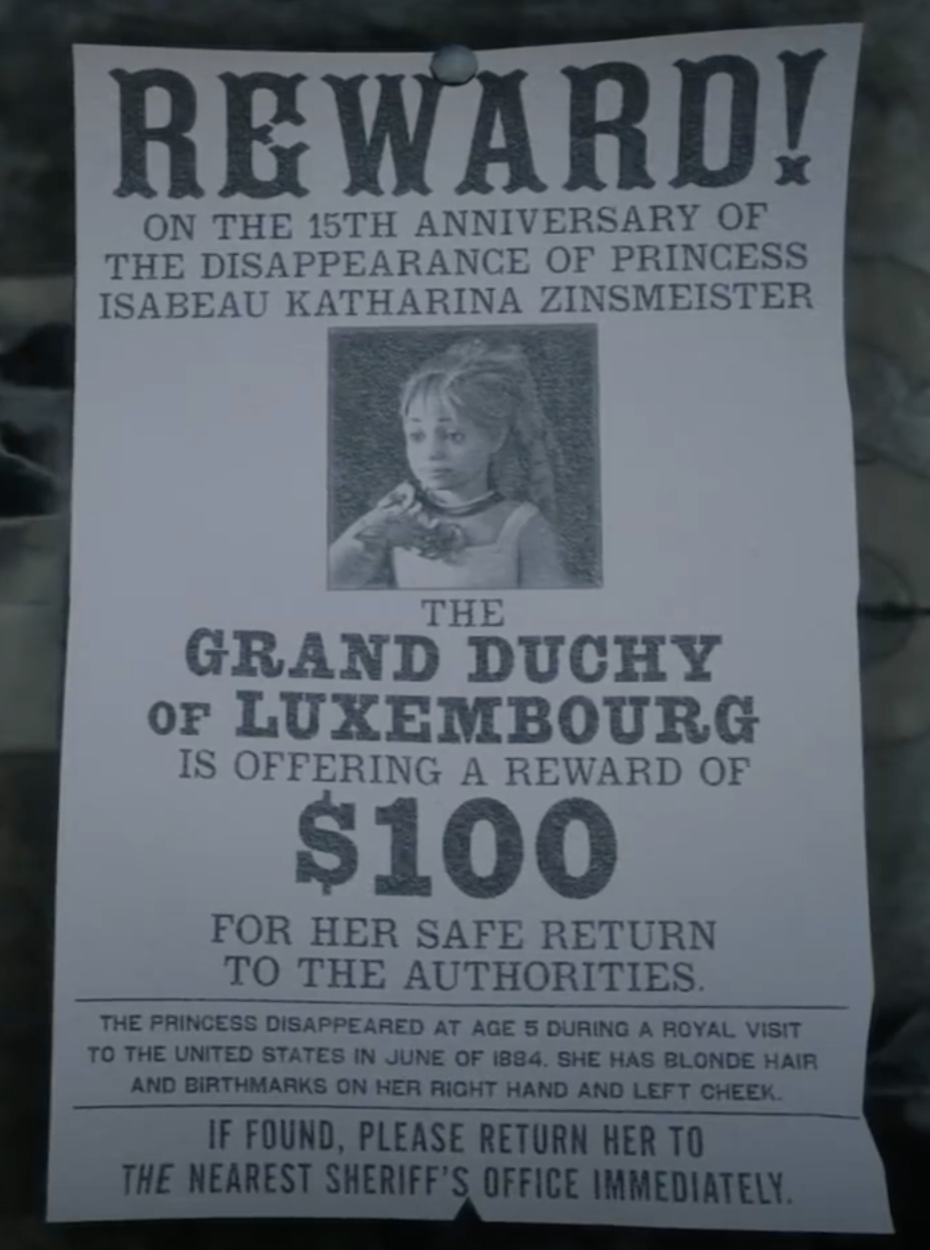 REWARD!
ON THE 15TH ANNIVERSARY OF
THE DISAPPEARANCE OF PRINCESS
ISABEAU KATHARINA ZINSMEISTER
THE
GRAND DUCHY
OF LUXEMBOURG
IS OFFERING A REWARD OF
$100
FOR HER SAFE RETURN
TO THE AUTHORITIES.
THE PRINCESS DISAPPEARED AT AGE 5 DURING A ROYAL VISIT
TO THE UNITED STATES IN JUNE OF 1884. SHE HAS BLONDE HAIR
AND BIRTHMARKS ON HER RIGHT HAND AND LEFT CHEEK.
IF FOUND, PLEASE RETURN HER TO
THE NEAREST SHERIFF'S OFFICE IMMEDIATELY.